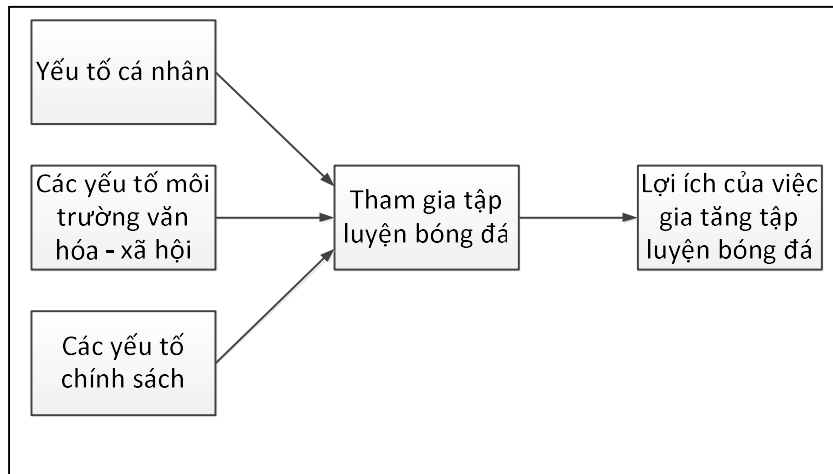 Yếu tố cá nhân
Các yếu tố môi
trường văn
hóa - xã hội
Các yếu tố
chính sách
Tham gia tập
luyện bóng đá
Lợi ích của việc
gia tăng tập
luyện bóng đá